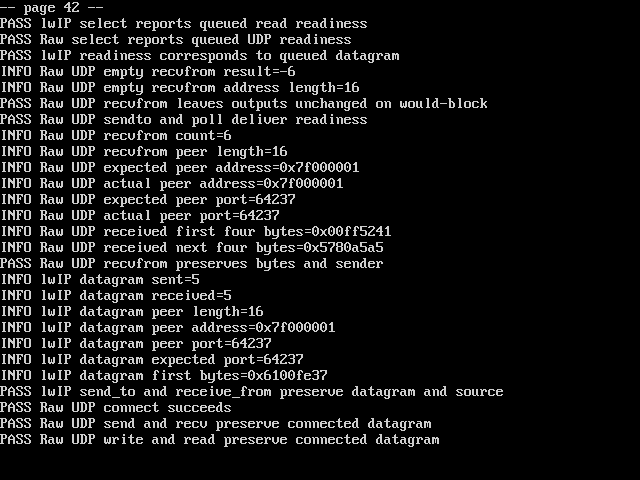 -- page 42 --
PASS lwIP select reports queued read readiness
PASS Raw select reports queued UDP readiness
PASS lwIP readiness corresponds to queued datagram
INFO Raw UDP empty recvfrom result=-6
INFO Raw UDP empty recvfrom address length=16
PASS Raw UDP recvfrom leaves outputs unchanged on would-block
PASS Raw UDP sendto and poll deliver readiness
INFO Raw UDP recvfrom count=6
INFO Raw UDP recvfrom peer length=16
INFO Raw UDP expected peer address=0x7f000001
INFO Raw UDP actual peer address=0x7f000001
INFO Raw UDP expected peer port=64237
INFO Raw UDP actual peer port=64237
INFO Raw UDP received first four bytes=0x00ff5241
INFO Raw UDP received next four bytes=0x5780a5a5
PASS Raw UDP recvfrom preserves bytes and sender
INFO lwIP datagram sent=5
INFO lwIP datagram received=5
INFO lwIP datagram peer length=16
INFO lwIP datagram peer address=0x7f000001
INFO lwIP datagram peer port=64237
INFO lwIP datagram expected port=64237
INFO lwIP datagram first bytes=0x6100fe37
PASS lwIP send_to and receive_from preserve datagram and source
PASS Raw UDP connect succeeds
PASS Raw UDP send and recv preserve connected datagram
PASS Raw UDP write and read preserve connected datagram